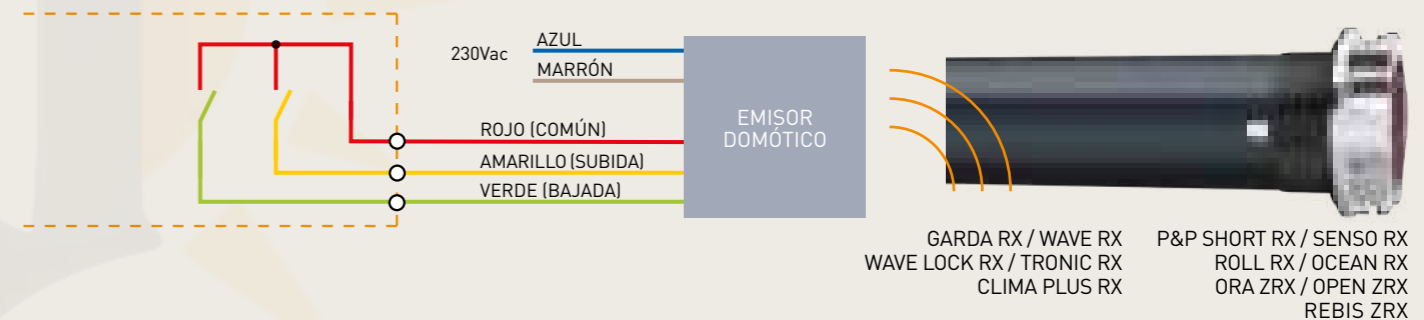 230Vac
AZUL
MARRÓN
ROJO (COMÚN)
AMARILLO (SUBIDA)
VERDE (BAJADA)
EMISOR
DOMÓTICO
GARDA RX / WAVE RX
WAVE LOCK RX / TRONIC RX
CLIMA PLUS RX
P&P SHORT RX / SENSO RX
ROLL RX / OCEAN RX
ORA ZRX / OPEN ZRX
REBIS ZRX